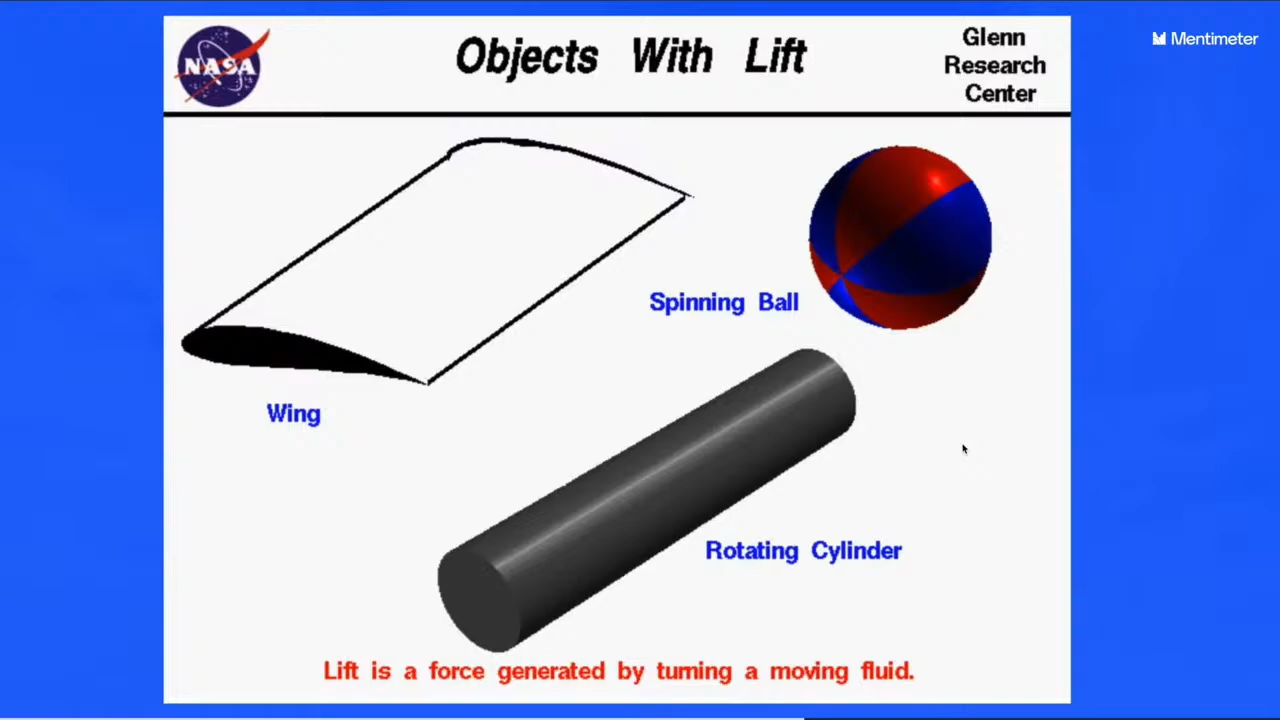 NASA
Objects With Lift
Glenn
Research
Center
Mentimeter
Spinning Ball
Wing
Rotating Cylinder
Lift is a force generated by turning a moving fluid.